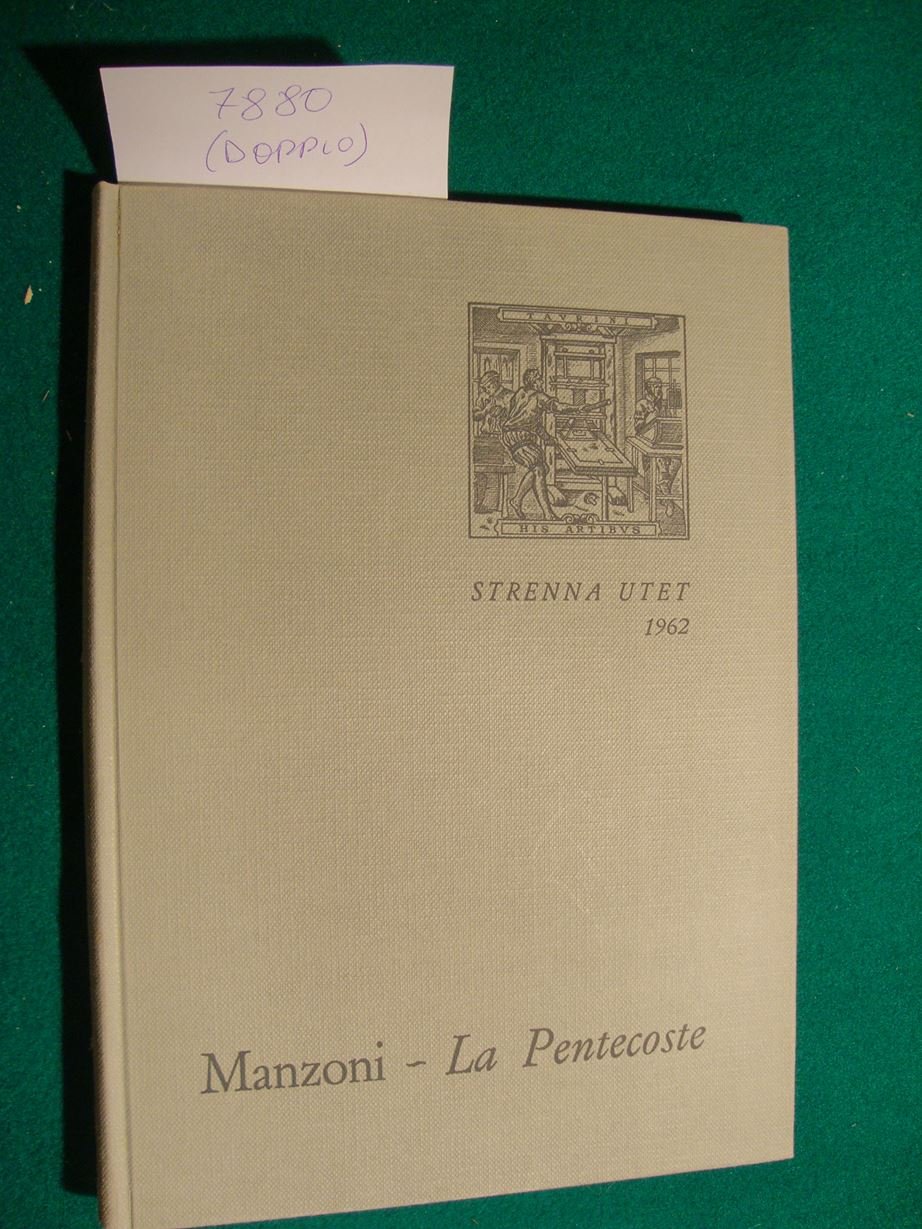 7880
(DOPPIO)
TAVRINI
HIS ARTIBVS
STRENNA UTET
1962
Manzoni - La Pentecoste